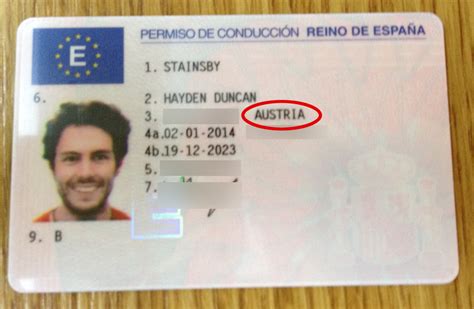 PERMISO DE CONDUCCIÓN REINO DE ESPAÑA
E
1. STAINSBY
2. HAYDEN DUNCAN
3. AUSTRIA
4a.02-01-2014
4b.19-12-2023
5.
7.
6.
9. B